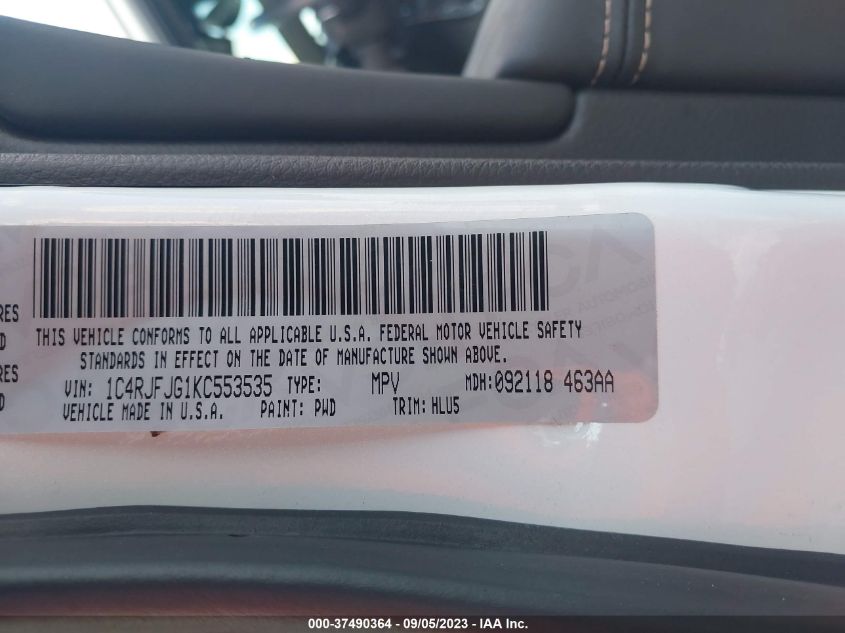 RES
THIS VEHICLE CONFORMS TO ALL APPLICABLE U.S.A. FEDERAL MOTOR VEHICLE SAFETY
D
STANDARDS IN EFFECT ON THE DATE OF MANUFACTURE SHOWN ABOVE.
RES
VIN: 1C4RJFJG1KC553535 TYPE: MPV MDH:092118 463AA
D
VEHICLE MADE IN U.S.A. PAINT: PWD TRIM: HLU5
000-37490364 - 09/05/2023 - IAA Inc.